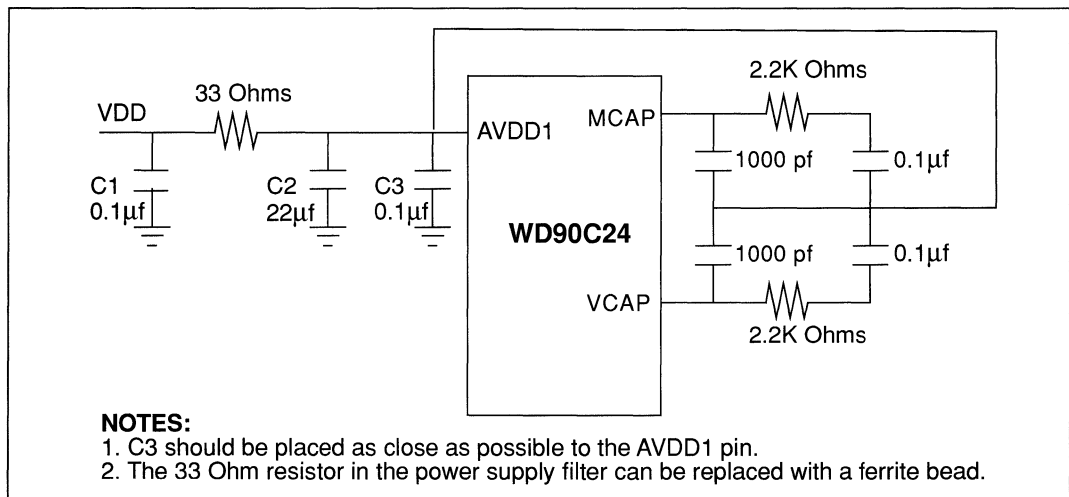 2.2K Ohms
33 Ohms
VDD
AVDD1
MCAP
C1
0.1µf
C2
22µf
C3
0.1µf
1000 pf
0.1µf
WD90C24
1000 pf
0.1µf
VCAP
2.2K Ohms
NOTES:
1. C3 should be placed as close as possible to the AVDD1 pin.
2. The 33 Ohm resistor in the power supply filter can be replaced with a ferrite bead.